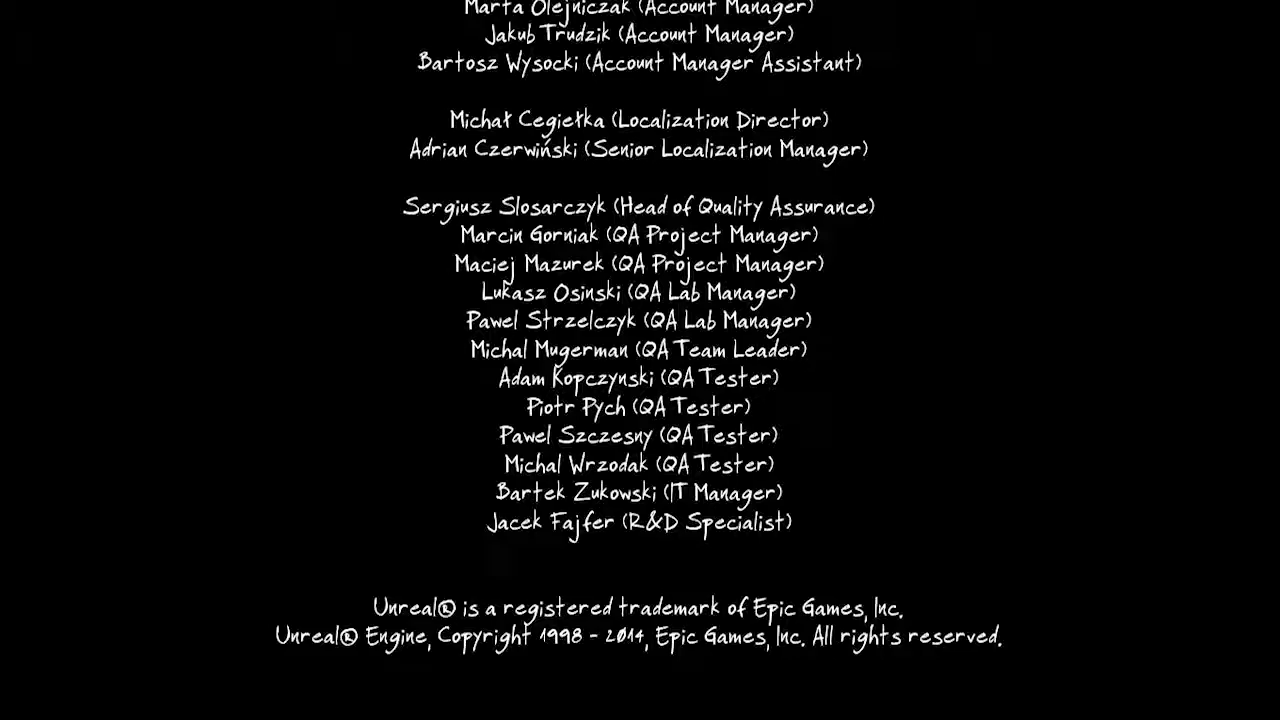 Marta Olejniczak (Account Manager)
Jakub Trudzik (Account Manager)
Bartosz Wysocki (Account Manager Assistant)
Michał Cegiełka (Localization Director)
Adrian Czerwiński (Senior Localization Manager)
Sergiusz Slosarczyk (Head of Quality Assurance)
Marcin Gorniak (QA Project Manager)
Maciej Mazurek (QA Project Manager)
Lukasz Osinski (QA Lab Manager)
Pawel Strzelczyk (QA Lab Manager)
Michal Mugerman (QA Team Leader)
Adam Kopczynski (QA Tester)
Piotr Pych (QA Tester)
Pawel Szczesny (QA Tester)
Michal Wrzodak (QA Tester)
Bartek Zukowski (IT Manager)
Jacek Fajfer (R&D Specialist)
Unreal® is a registered trademark of Epic Games, Inc.
Unreal® Engine, Copyright 1998 - 2014, Epic Games, Inc. All rights reserved.